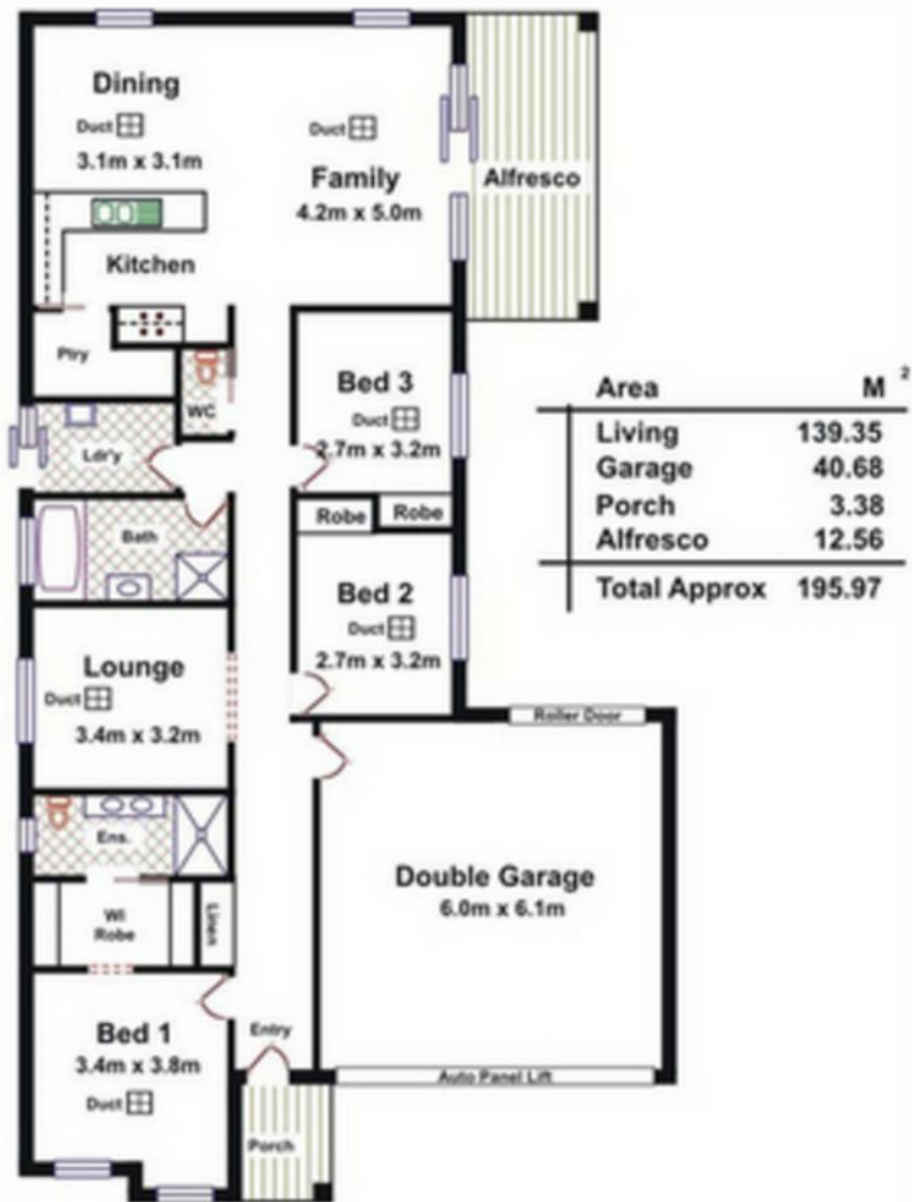 Dining
Duct
3.1m x 3.1m
Duct
Family
4.2m x 5.0m
Alfresco
Kitchen
Ptry
WC
Bed 3
Duct
2.7m x 3.2m
Ldr'y
Robe
Robe
Bath
Bed 2
Duct
2.7m x 3.2m
Lounge
Duct
3.4m x 3.2m
Roller Door
Ens.
Double Garage
6.0m x 6.1m
WI
Robe
Linen
Bed 1
3.4m x 3.8m
Duct
Entry
Auto Panel Lift
Porch
Area M²
Living 139.35
Garage 40.68
Porch 3.38
Alfresco 12.56
Total Approx 195.97